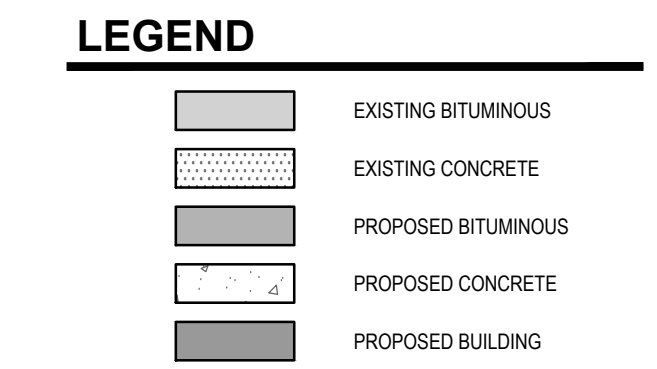 LEGEND
EXISTING BITUMINOUS
EXISTING CONCRETE
PROPOSED BITUMINOUS
PROPOSED CONCRETE
PROPOSED BUILDING